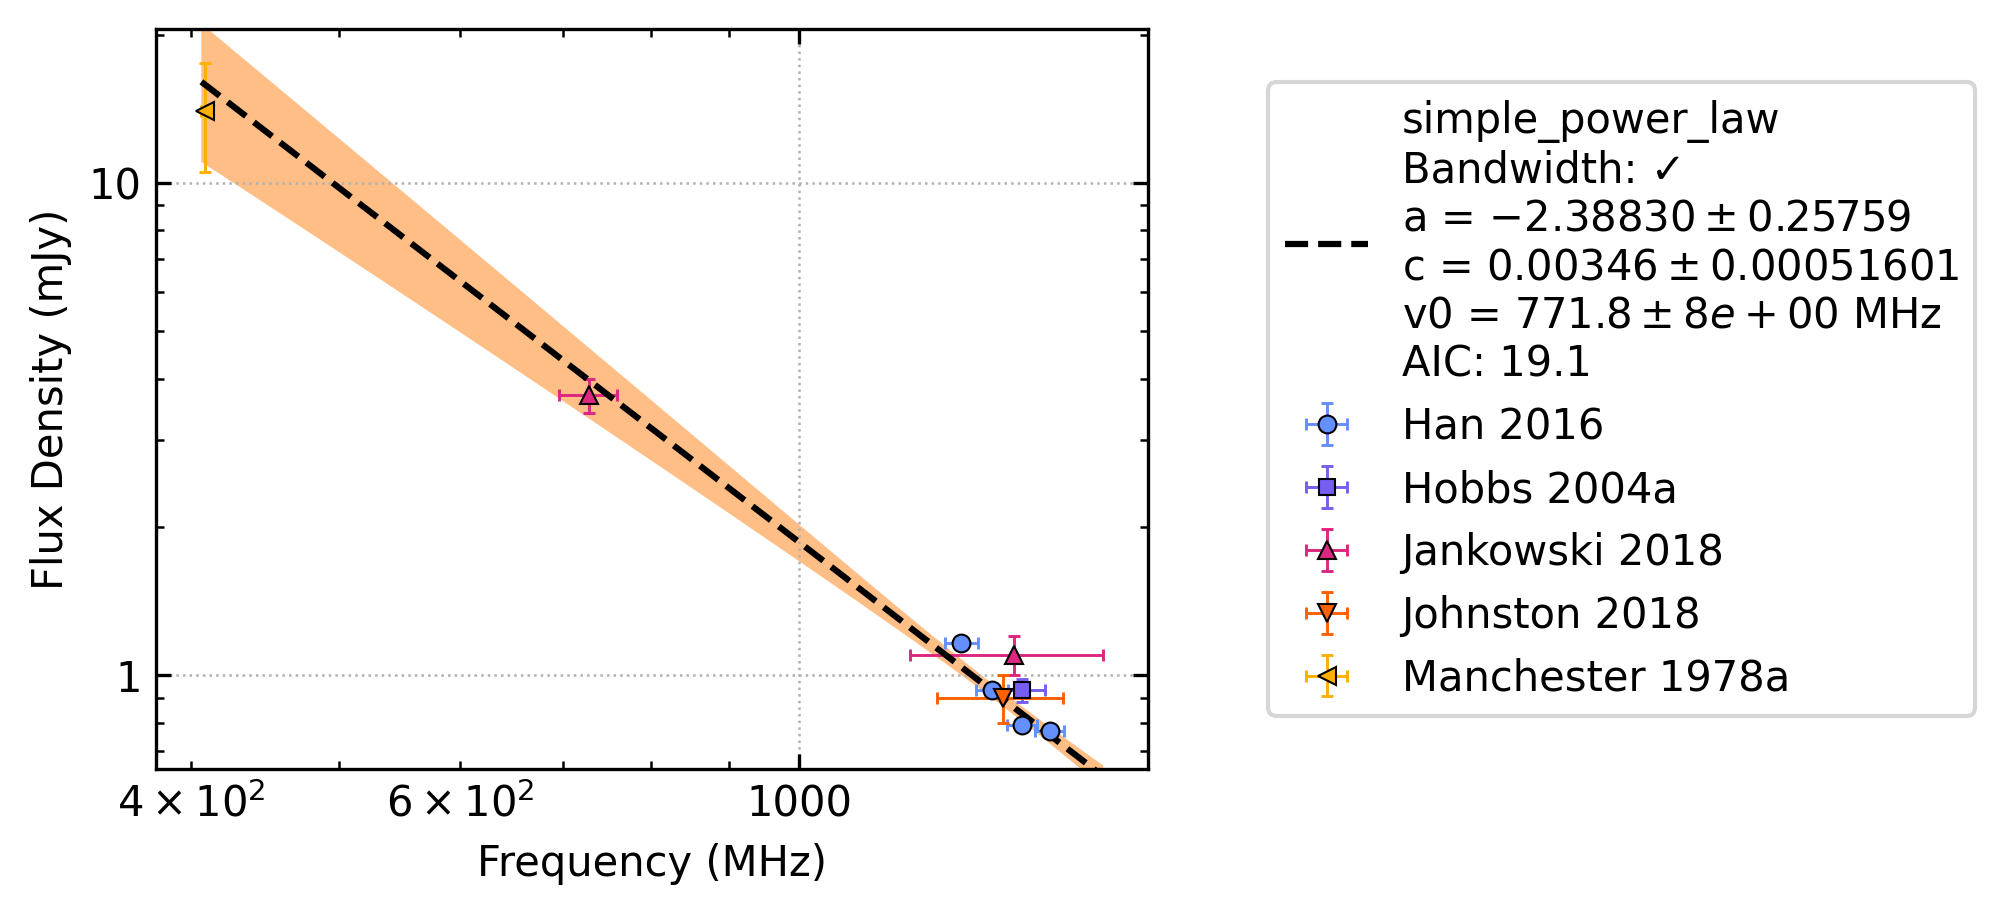 Flux Density (mJy)
10
1
4 × 10²
6 × 10²
1000
Frequency (MHz)
simple_power_law
Bandwidth: ✓
a = −2.38830 ± 0.25759
c = 0.00346 ± 0.00051601
v0 = 771.8 ± 8e + 00 MHz
AIC: 19.1
Han 2016
Hobbs 2004a
Jankowski 2018
Johnston 2018
Manchester 1978a